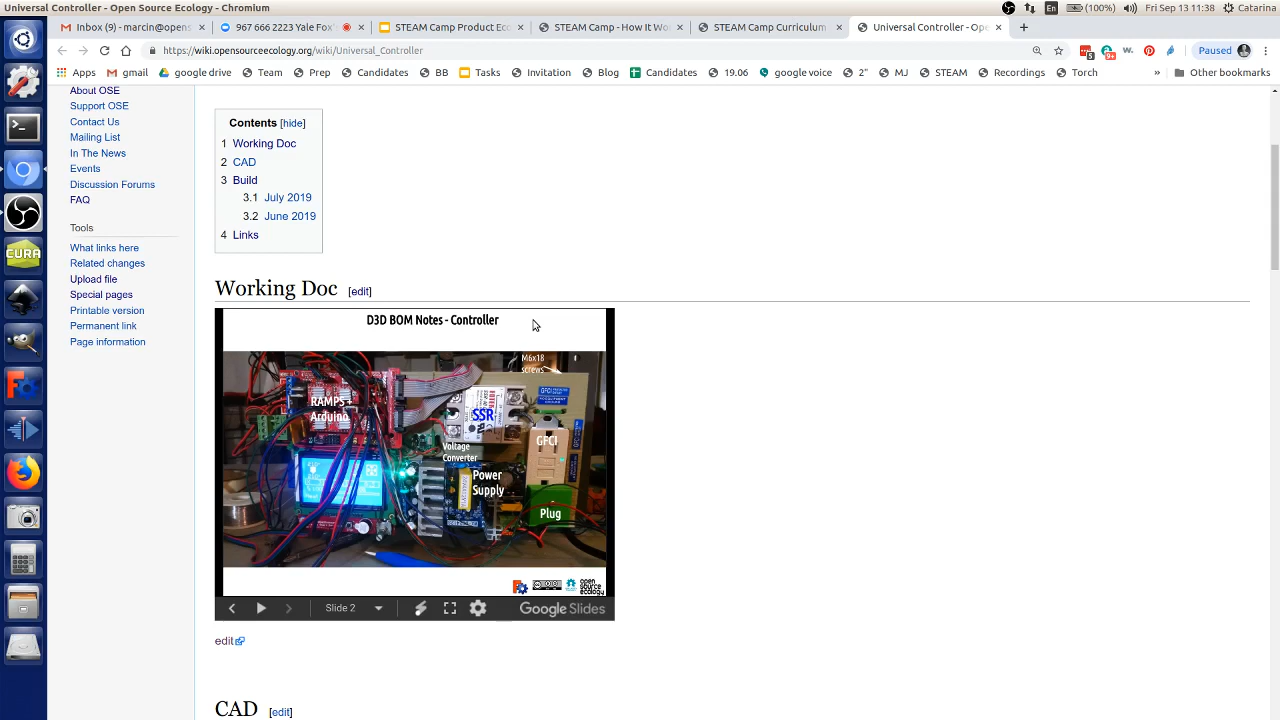 Universal Controller - Open Source Ecology - Chromium
En (100%) Fri Sep 13 11:38 Catarina
Inbox (9) - marcin@opens
967 666 2
STEAM Camp Product Ec
STEAM Camp - How It Wo
STEAM Camp Curriculum
Universal Controller - Ope
https://wiki.opensourceecology.org/wiki/Universal_Controller
Paused
Apps gmail google drive Team Prep Candidates BB Tasks Invitation Blog Candidates 19.06 google voice 2" MJ STEAM Recordings Torch » Other bookmarks
About OSE
Support OSE
Contact Us
Mailing List
In The News
Events
Discussion Forums
FAQ
Tools
What links here
Related changes
Upload file
Special pages
Printable version
Permanent link
Page information
Contents [hide]
1 Working Doc
2 CAD
3 Build
3.1 July 2019
3.2 June 2019
4 Links
Working Doc [edit]
D3D BOM Notes - Controller
M6x18
screws
RAMPS +
Arduino
SSR
GFCI
Voltage
Converter
Power
Supply
Plug
open
source
ecology
Slide 2
Google Slides
edit
CAD [edit]
CURA